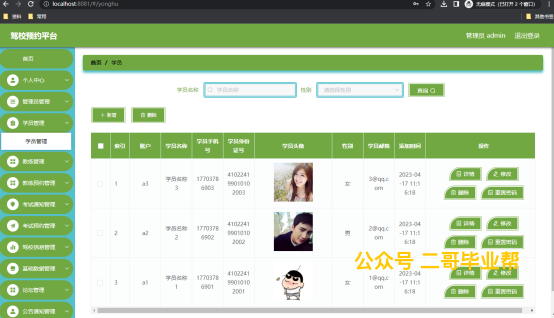 localhost:8081/#/yonghu
无痕模式（已打开 2 个窗口）
资料
常用
其他书签
驾校预约平台
管理员 admin
退出登录
首页
个人中心
管理员管理
学员管理
学员管理
教练管理
教练预约管理
考试通知管理
考试预约管理
驾校信息管理
基础数据管理
论坛管理
公告通知管理
首页 / 学员
学员名称
学员名称
性别
请选择性别
查询
+ 新增
删除
索引
账户
学员名称
学员手机号
学员身份证号
学员头像
性别
学员邮箱
添加时间
操作
1
a3
学员名称3
17703786903
410224199010102003
女
3@qq.com
2023-04-17 11:16:18
详情
修改
删除
重置密码
2
a2
学员名称2
17703786902
410224199010102002
男
2@qq.com
2023-04-17 11:16:18
详情
修改
删除
重置密码
3
a1
学员名称1
17703786901
410224199010102001
女
1@qq.com
2023-04-17 11:16:18
详情
修改
删除
重置密码
公众号 二哥毕业帮